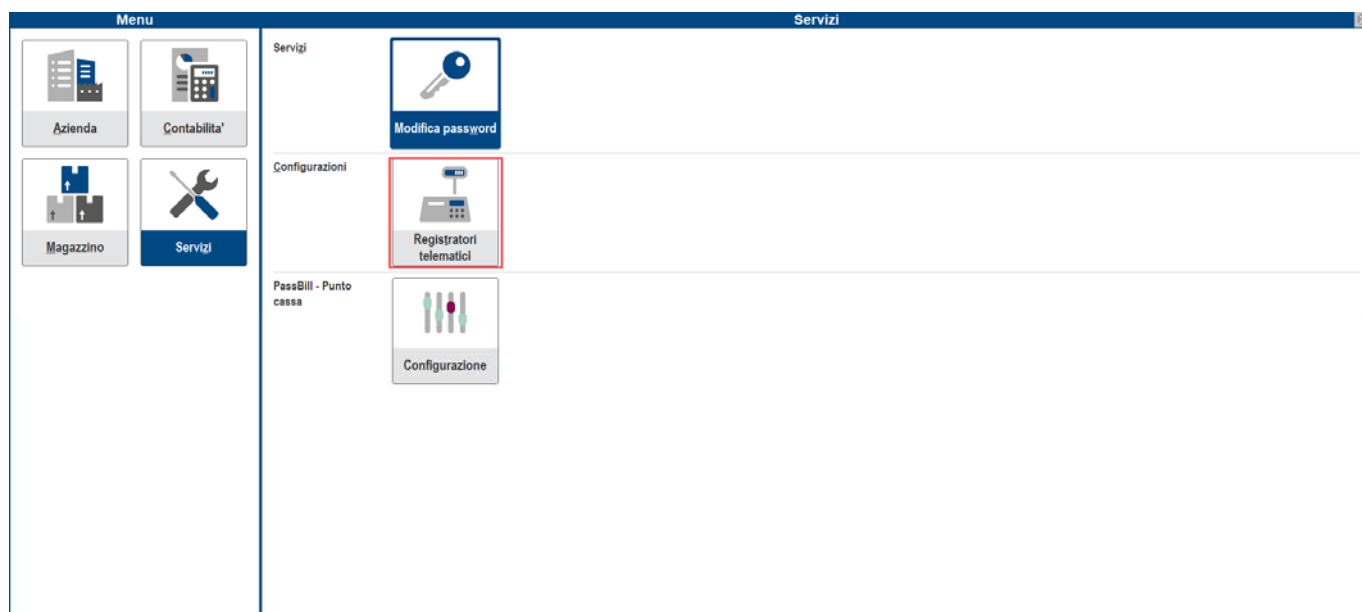 Menu
Servizi
Azienda
Contabilita'
Magazzino
Servizi
Servizi
Modifica password
Configurazioni
Registratori
telematici
PassBill - Punto
cassa
Configurazione